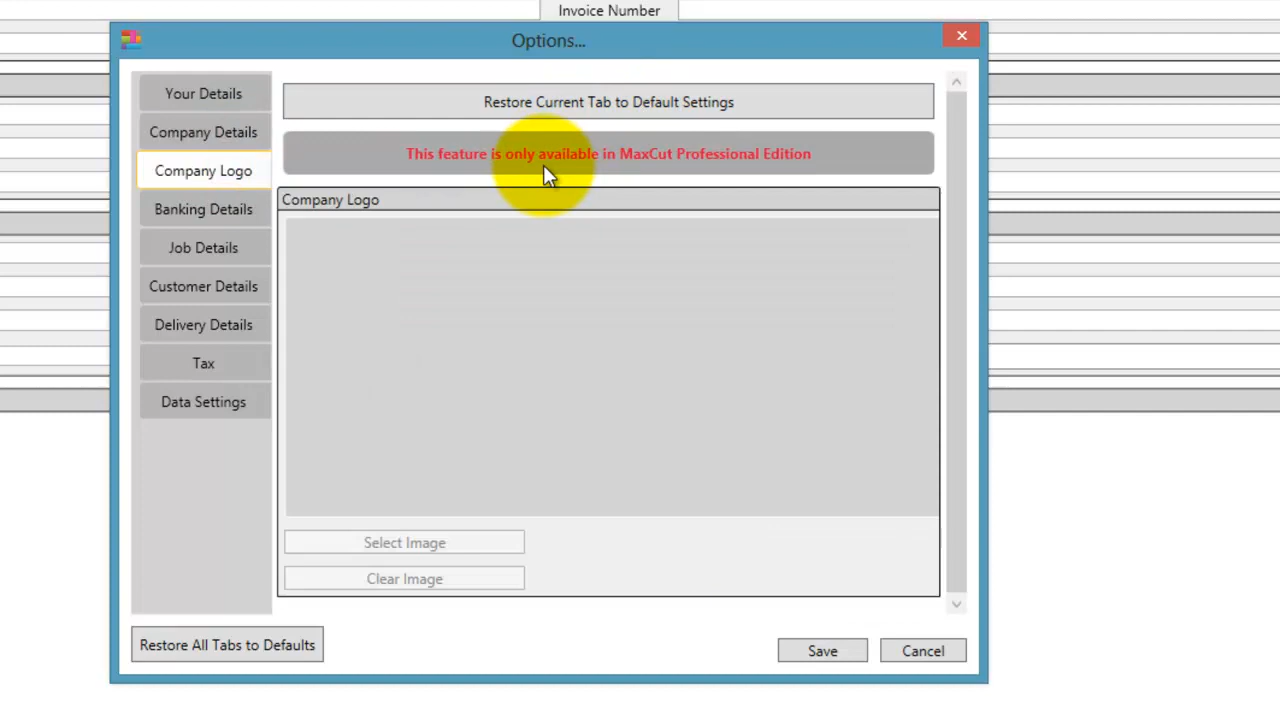 Invoice Number
Options...
Your Details
Company Details
Company Logo
Banking Details
Job Details
Customer Details
Delivery Details
Tax
Data Settings
Restore Current Tab to Default Settings
This feature is only available in MaxCut Professional Edition
Company Logo
Select Image
Clear Image
Restore All Tabs to Defaults
Save
Cancel